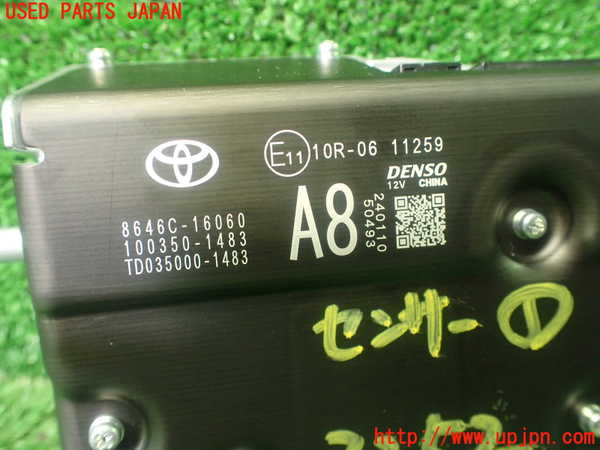 USED PARTS JAPAN
E11 10R-06 11259
DENSO
12V CHINA
8646C-16060
100350-1483
TD035000-1483
A8
240110
50493
センサー①
http://www.upjpn.com